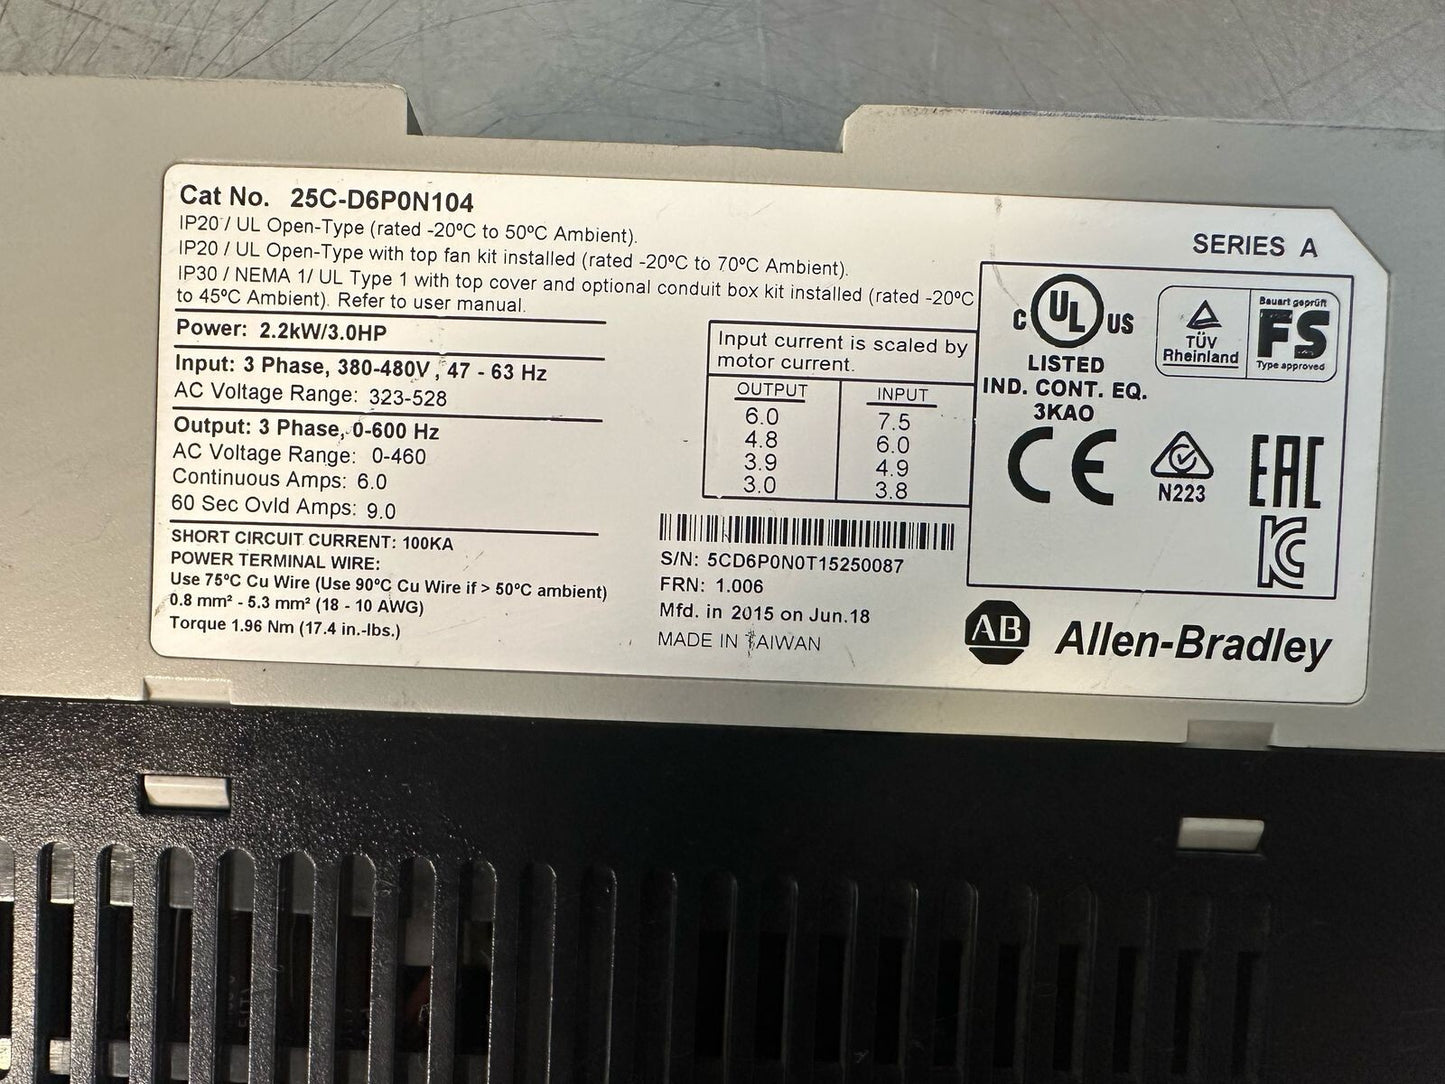 Cat No. 25C-D6P0N104
IP20 / UL Open-Type (rated -20ºC to 50ºC Ambient).
IP20 / UL Open-Type with top fan kit installed (rated -20ºC to 70ºC Ambient).
IP30 / NEMA 1/ UL Type 1 with top cover and optional conduit box kit installed (rated -20ºC
to 45ºC Ambient). Refer to user manual.
Power: 2.2kW/3.0HP
Input: 3 Phase, 380-480V, 47 - 63 Hz
AC Voltage Range: 323-528
Output: 3 Phase, 0-600 Hz
AC Voltage Range: 0-460
Continuous Amps: 6.0
60 Sec Ovld Amps: 9.0
SHORT CIRCUIT CURRENT: 100KA
POWER TERMINAL WIRE:
Use 75ºC Cu Wire (Use 90ºC Cu Wire if > 50ºC ambient)
0.8 mm² - 5.3 mm² (18 - 10 AWG)
Torque 1.96 Nm (17.4 in.-lbs.)
Input current is scaled by
motor current.
OUTPUT INPUT
6.0 7.5
4.8 6.0
3.9 4.9
3.0 3.8
S/N: 5CD6P0N0T15250087
FRN: 1.006
Mfd. in 2015 on Jun.18
MADE IN TAIWAN
SERIES A
C UL US
LISTED
IND. CONT. EQ.
3KAO
TÜV
Rheinland
Bauart geprüft
FS
Type approved
CE
N223
EAC
KC
AB Allen-Bradley